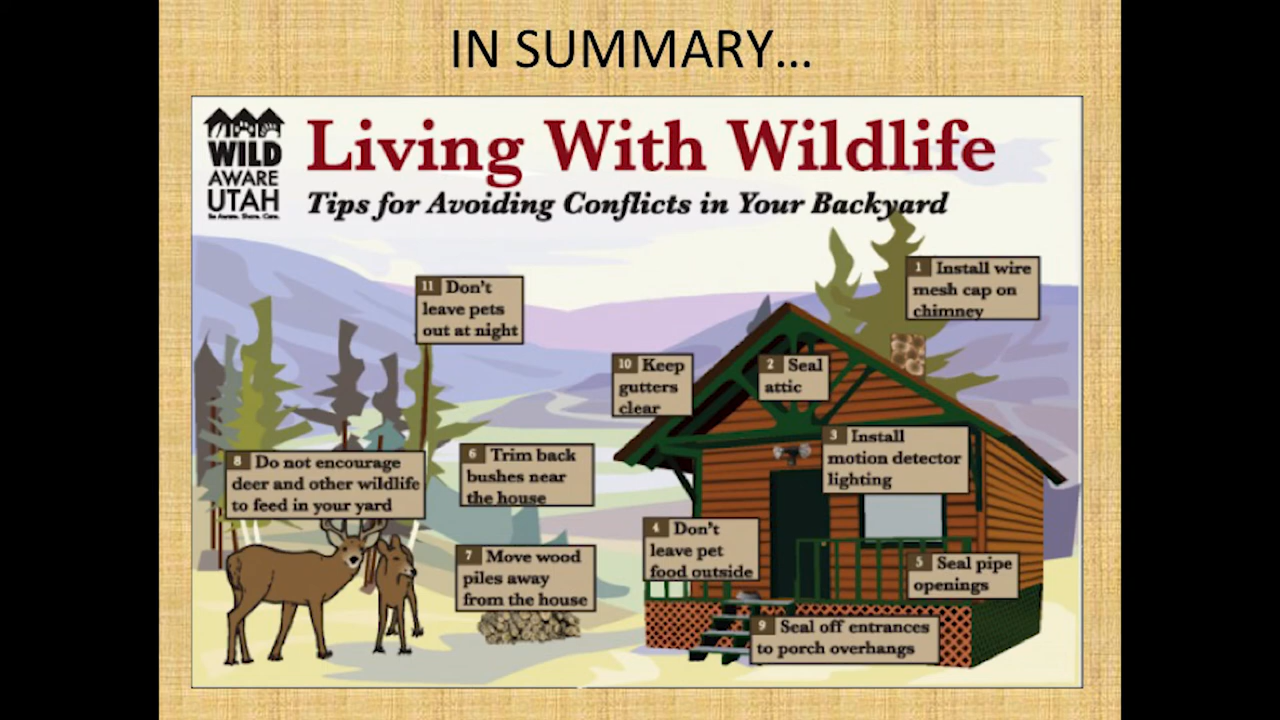 IN SUMMARY...
WILD
AWARE
UTAH
Be Aware. Share. Care.
Living With Wildlife
Tips for Avoiding Conflicts in Your Backyard
1 Install wire
mesh cap on
chimney
11 Don't
leave pets
out at night
10 Keep
gutters
clear
2 Seal
attic
3 Install
motion detector
lighting
8 Do not encourage
deer and other wildlife
to feed in your yard
6 Trim back
bushes near
the house
4 Don't
leave pet
food outside
7 Move wood
piles away
from the house
5 Seal pipe
openings
9 Seal off entrances
to porch overhangs